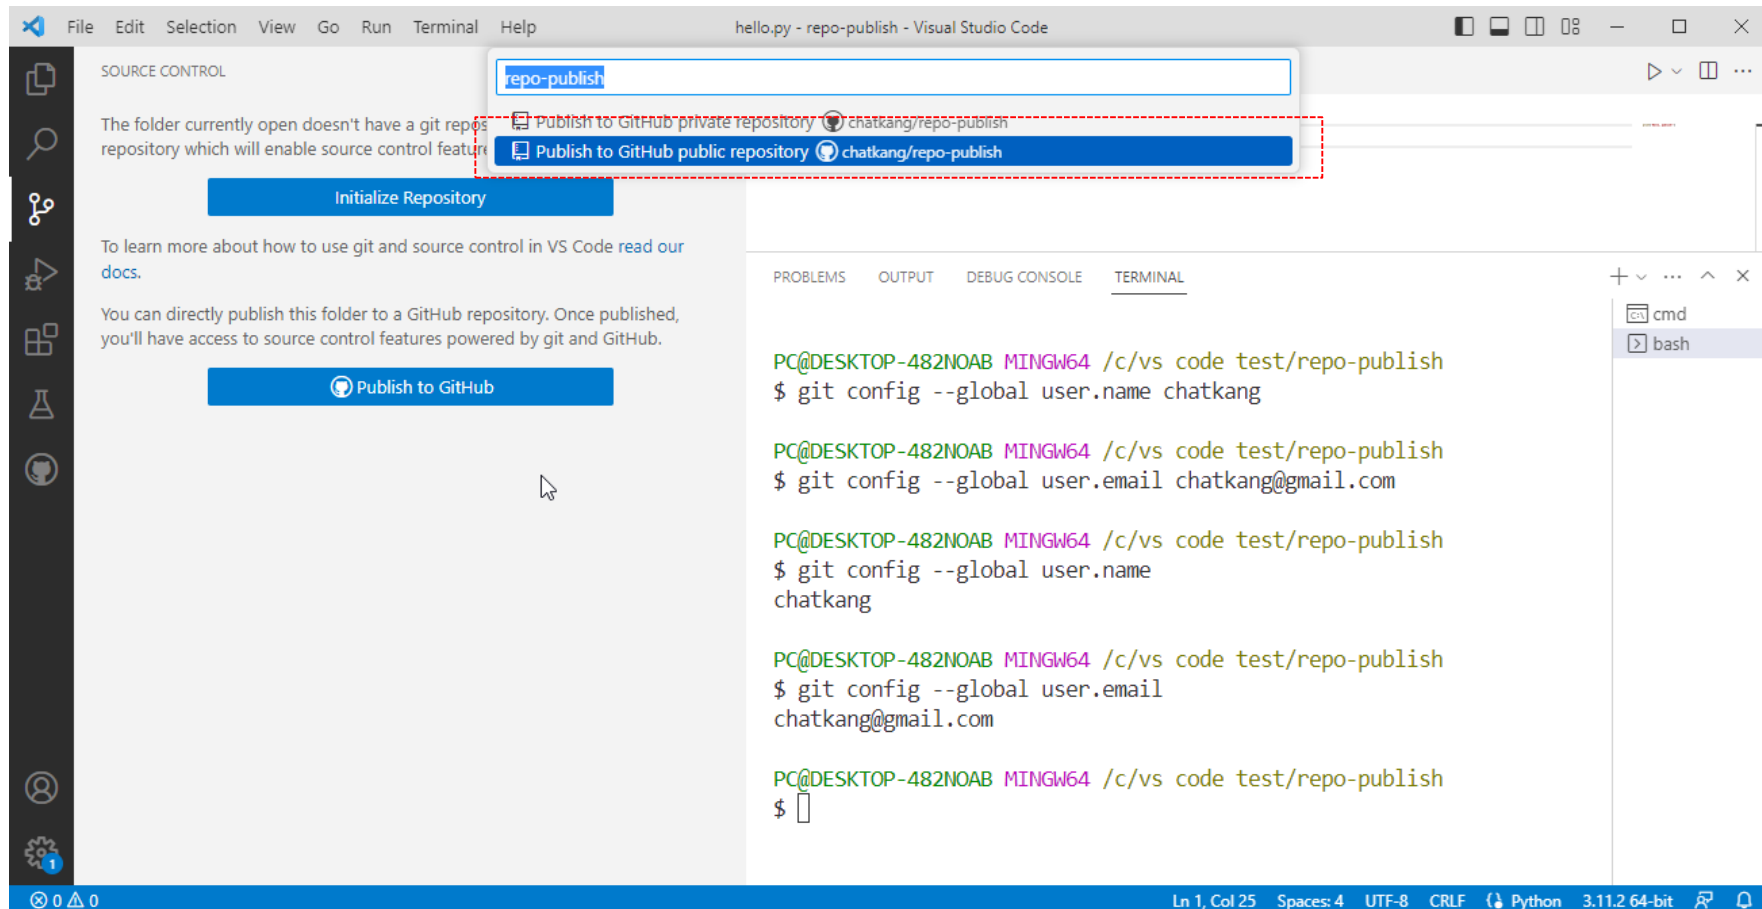 File Edit Selection View Go Run Terminal Help
hello.py - repo-publish - Visual Studio Code
SOURCE CONTROL
repo-publish
Publish to GitHub private repository chatkang/repo-publish
Publish to GitHub public repository chatkang/repo-publish
The folder currently open doesn't have a git repos
repository which will enable source control feature
Initialize Repository
To learn more about how to use git and source control in VS Code read our
docs.
You can directly publish this folder to a GitHub repository. Once published,
you'll have access to source control features powered by git and GitHub.
Publish to GitHub
PROBLEMS OUTPUT DEBUG CONSOLE TERMINAL
cmd
bash
PC@DESKTOP-482NOAB MINGW64 /c/vs code test/repo-publish
$ git config --global user.name chatkang
PC@DESKTOP-482NOAB MINGW64 /c/vs code test/repo-publish
$ git config --global user.email chatkang@gmail.com
PC@DESKTOP-482NOAB MINGW64 /c/vs code test/repo-publish
$ git config --global user.name
chatkang
PC@DESKTOP-482NOAB MINGW64 /c/vs code test/repo-publish
$ git config --global user.email
chatkang@gmail.com
PC@DESKTOP-482NOAB MINGW64 /c/vs code test/repo-publish
$
1
0 0
Ln 1, Col 25 Spaces: 4 UTF-8 CRLF Python 3.11.2 64-bit